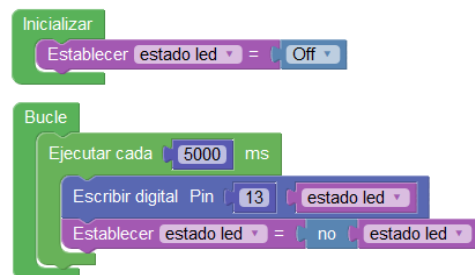 Inicializar
Establecer estado led = Off
Bucle
Ejecutar cada 5000 ms
Escribir digital Pin 13 estado led
Establecer estado led = no estado led